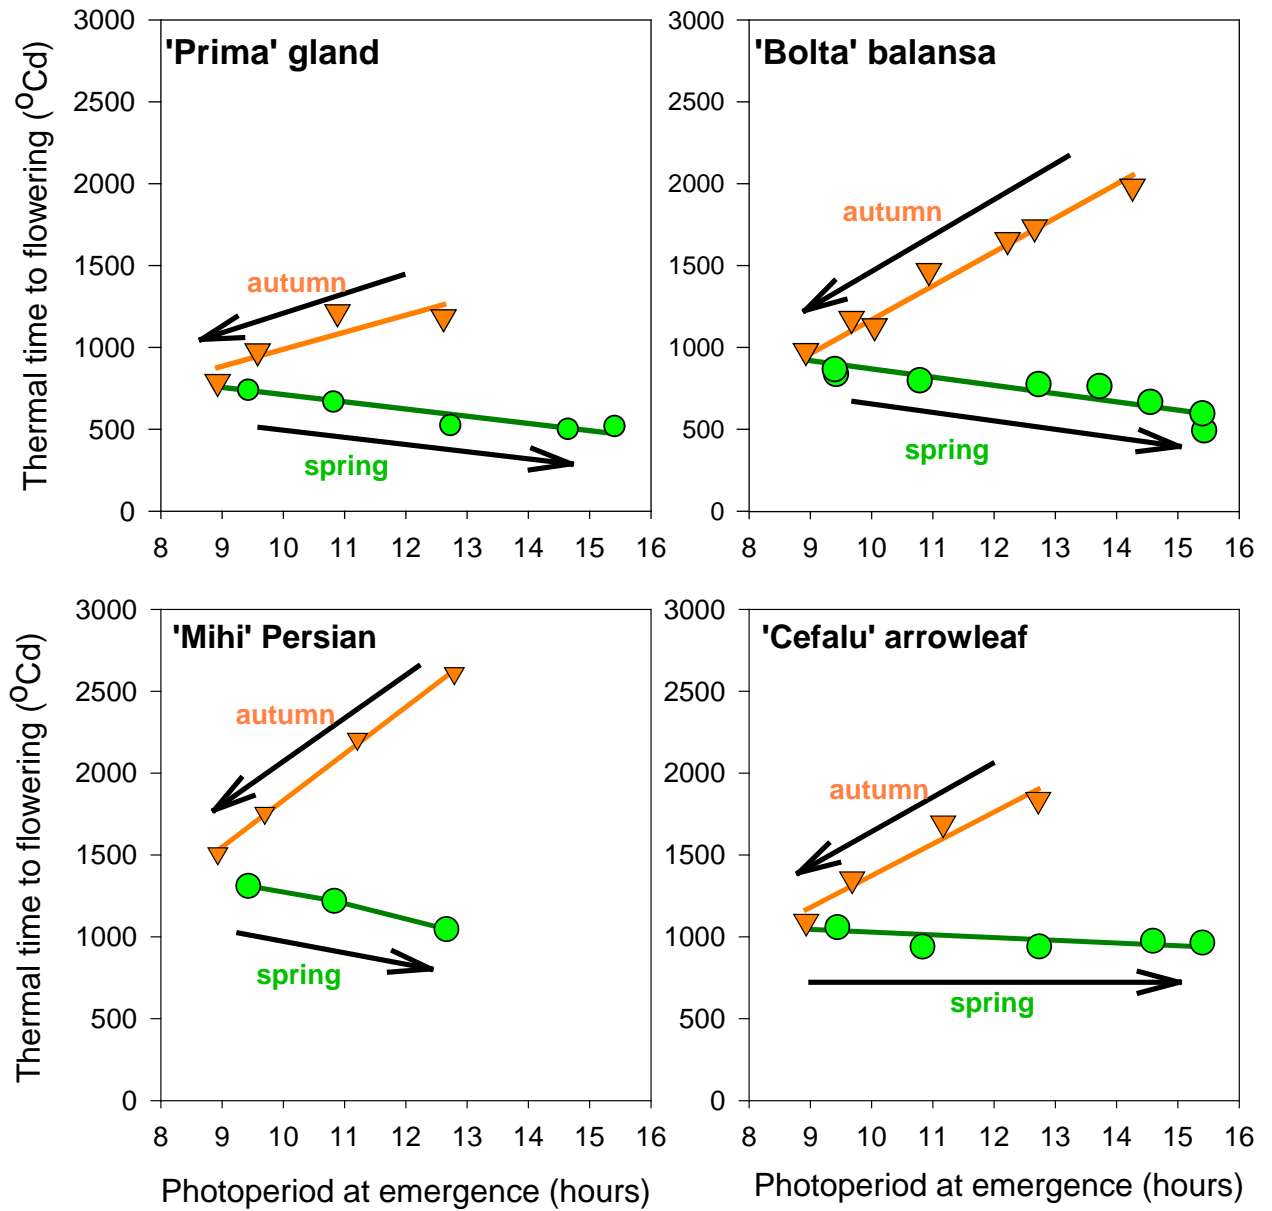 'Prima' gland
'Bolta' balansa
Thermal time to flowering (°Cd)
3000
2500
2000
1500
1000
500
0
autumn
spring
8 9 10 11 12 13 14 15 16
3000
2500
2000
1500
1000
500
0
autumn
spring
8 9 10 11 12 13 14 15 16
'Mihi' Persian
'Cefalu' arrowleaf
Thermal time to flowering (°Cd)
3000
2500
2000
1500
1000
500
0
autumn
spring
8 9 10 11 12 13 14 15 16
Photoperiod at emergence (hours)
3000
2500
2000
1500
1000
500
0
autumn
spring
8 9 10 11 12 13 14 15 16
Photoperiod at emergence (hours)